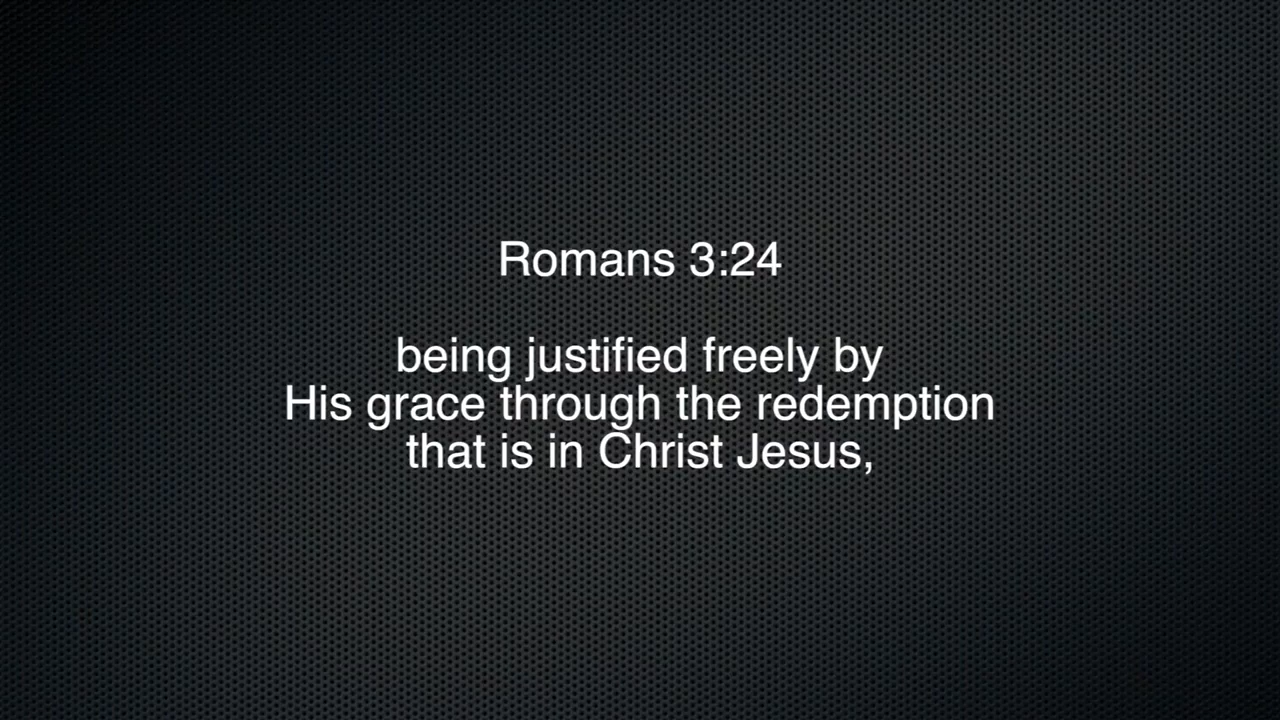 Romans 3:24
being justified freely by
His grace through the redemption
that is in Christ Jesus,